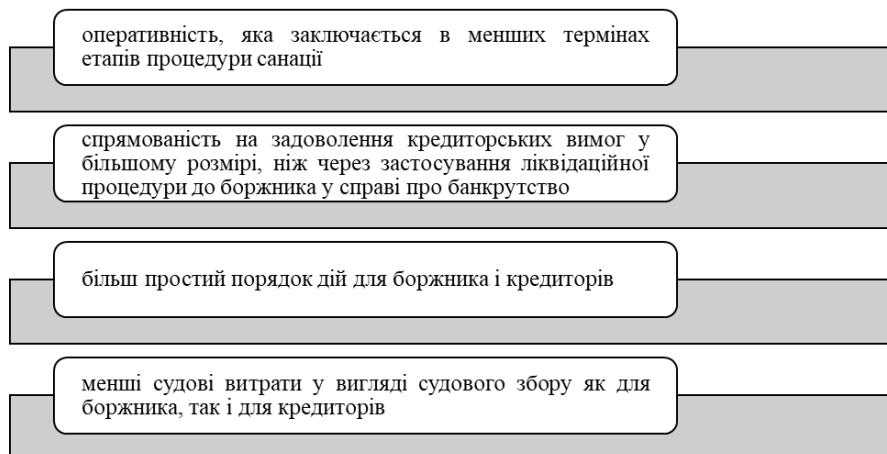 оперативність, яка заключається в менших термінах
етапів процедури санації
спрямованість на задоволення кредиторських вимог у
більшому розмірі, ніж через застосування ліквідаційної
процедури до боржника у справі про банкрутство
більш простий порядок дій для боржника і кредиторів
менші судові витрати у вигляді судового збору як для
боржника, так і для кредиторів